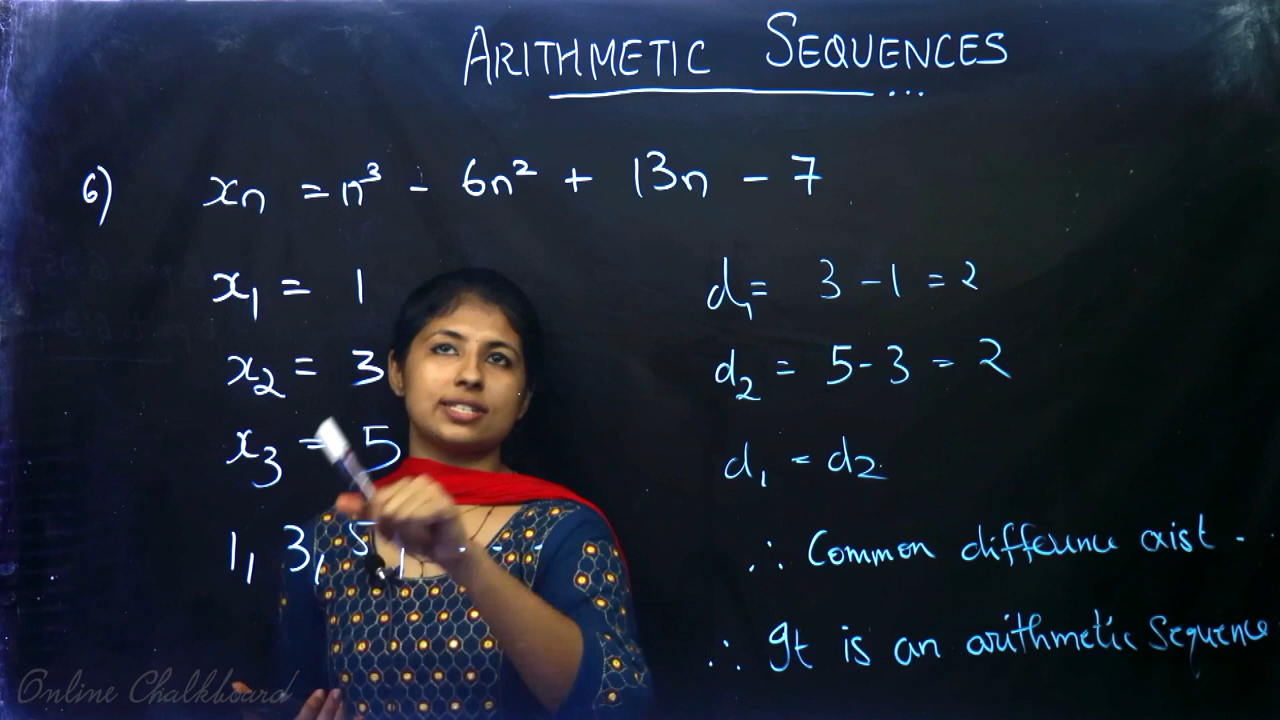 ARITHMETIC SEQUENCES ...
6) xn = n³ - 6n² + 13n - 7
x₁ = 1
x₂ = 3
x₃ = 5
1, 3, 5, ....
d₁ = 3 - 1 = 2
d₂ = 5 - 3 = 2
d₁ = d₂.
∴ Common difference exist.
∴ It is an arithmetic sequence
Online Chalkboard